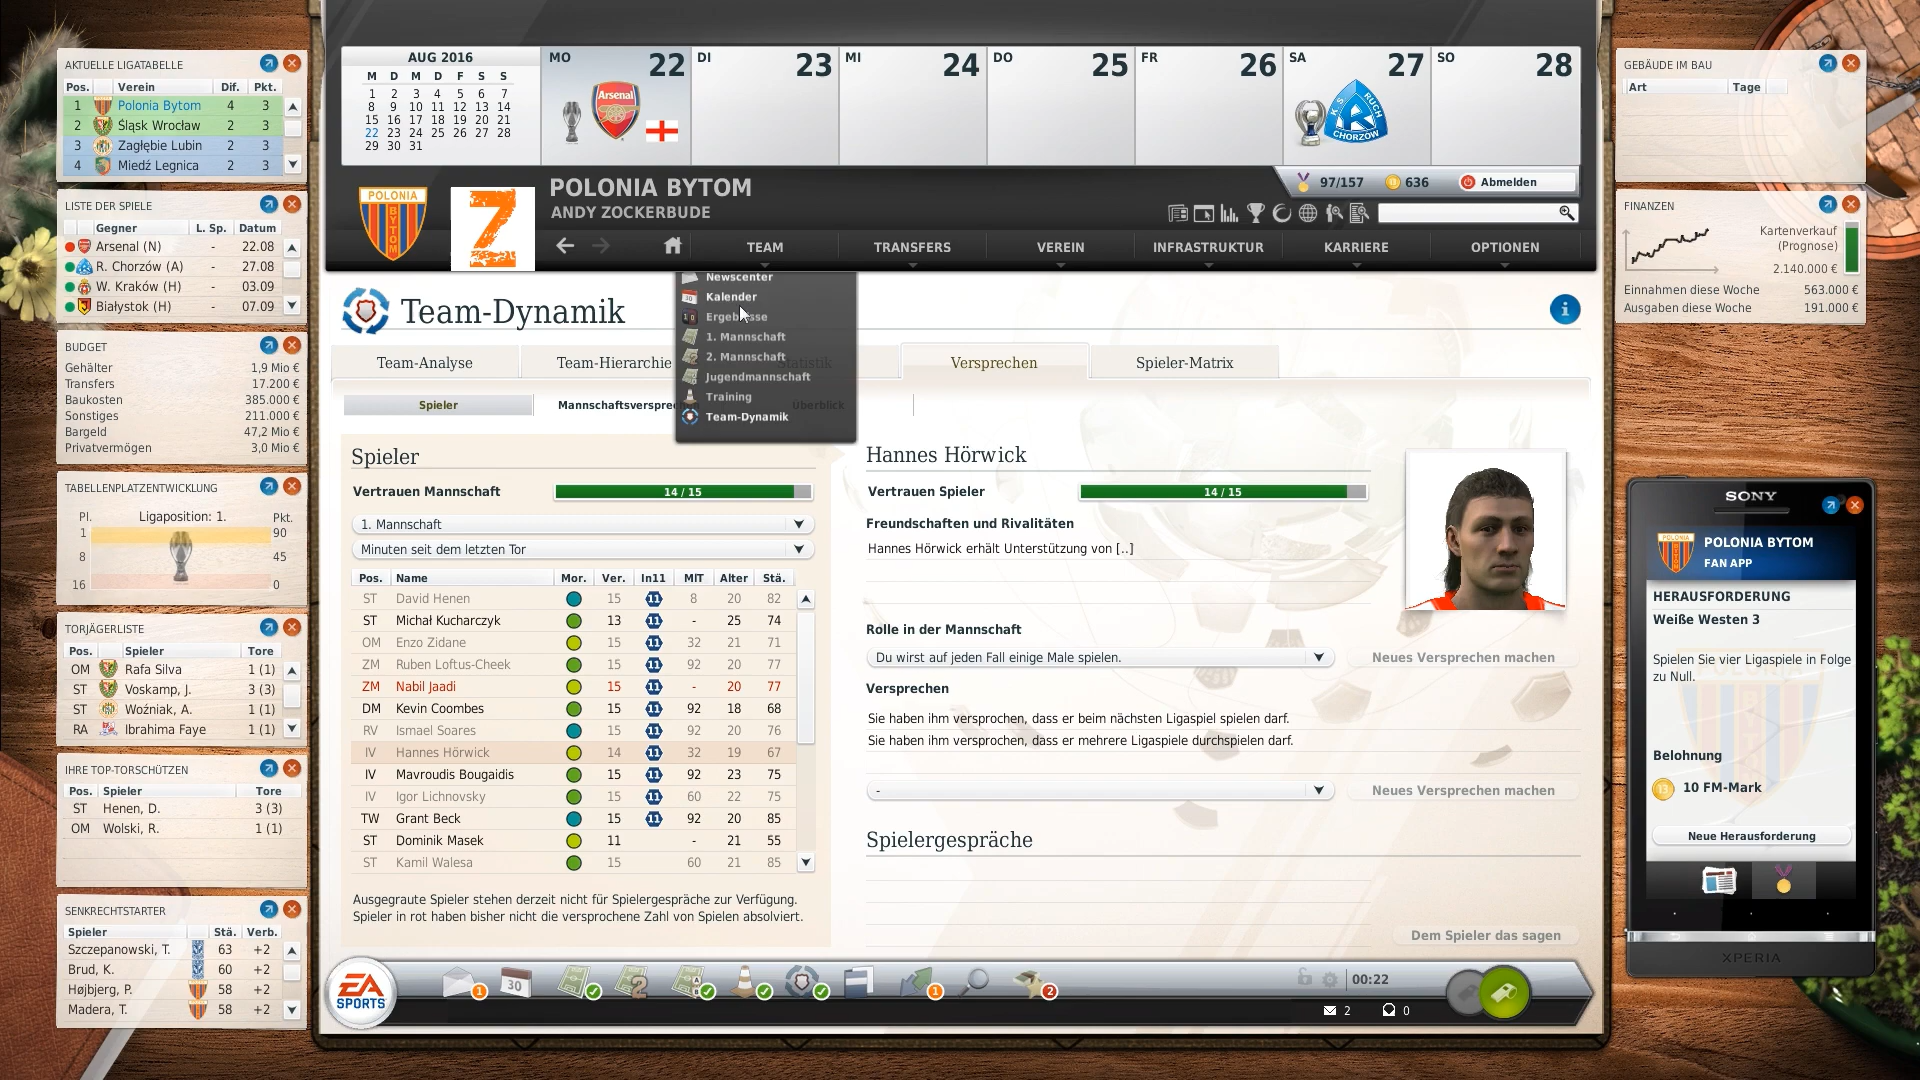 AKTUELLE LIGATABELLE
Pos. Verein Dif. Pkt.
1 Polonia Bytom 4 3
2 Śląsk Wrocław 2 3
3 Zagłębie Lubin 2 3
4 Miedź Legnica 2 3
LISTE DER SPIELE
Gegner L. Sp. Datum
Arsenal (N) - 22.08
R. Chorzów (A) - 27.08
W. Kraków (H) - 03.09
Białystok (H) - 07.09
BUDGET
Gehälter 1,9 Mio €
Transfers 17.200 €
Baukosten 385.000 €
Sonstiges 211.000 €
Bargeld 47,2 Mio €
Privatvermögen 3,0 Mio €
TABELLENPLATZENTWICKLUNG
Pl. Ligaposition: 1. Pkt.
1 90
8 45
16 0
TORJÄGERLISTE
Pos. Spieler Tore
OM Rafa Silva 1 (1)
ST Voskamp, J. 3 (3)
ST Woźniak, A. 1 (1)
RA Ibrahima Faye 1 (1)
IHRE TOP-TORSCHÜTZEN
Pos. Spieler Tore
ST Henen, D. 3 (3)
OM Wolski, R. 1 (1)
SENKRECHTSTARTER
Spieler Stä. Verb.
Szczepanowski, T. 63 +2
Brud, K. 60 +2
Højbjerg, P. 58 +2
Madera, T. 58 +2
AUG 2016
M D M D F S S
1 2 3 4 5 6 7
8 9 10 11 12 13 14
15 16 17 18 19 20 21
22 23 24 25 26 27 28
29 30 31
MO 22 DI 23 MI 24 DO 25 FR 26 SA 27 SO 28
Arsenal
K S RUCH
CHORZÓW
POLONIA
BYTOM
Z
POLONIA BYTOM
ANDY ZOCKERBUDE
97/157 636 Abmelden
TEAM TRANSFERS VEREIN INFRASTRUKTUR KARRIERE OPTIONEN
Newscenter
Kalender
Ergebnisse
1. Mannschaft
2. Mannschaft
Jugendmannschaft
Training
Team-Dynamik
Team-Dynamik
Team-Analyse Team-Hierarchie Statistik Versprechen Spieler-Matrix
Spieler Mannschaftsversprechen Überblick
Spieler
Vertrauen Mannschaft 14 / 15
1. Mannschaft
Minuten seit dem letzten Tor
Pos. Name Mor. Ver. In11 MIT Alter Stä.
ST David Henen 15 11 8 20 82
ST Michał Kucharczyk 13 11 - 25 74
OM Enzo Zidane 15 11 32 21 71
ZM Ruben Loftus-Cheek 15 11 92 20 77
ZM Nabil Jaadi 15 11 - 20 77
DM Kevin Coombes 15 11 92 18 68
RV Ismael Soares 15 11 92 20 76
IV Hannes Hörwick 14 11 32 19 67
IV Mavroudis Bougaidis 15 11 92 23 75
IV Igor Lichnovsky 15 11 60 22 75
TW Grant Beck 15 11 92 20 85
ST Dominik Masek 11 - 21 55
ST Kamil Walesa 15 60 21 85
Ausgegraute Spieler stehen derzeit nicht für Spielergespräche zur Verfügung.
Spieler in rot haben bisher nicht die versprochene Zahl von Spielen absolviert.
Hannes Hörwick
Vertrauen Spieler 14 / 15
Freundschaften und Rivalitäten
Hannes Hörwick erhält Unterstützung von [..]
Rolle in der Mannschaft
Du wirst auf jeden Fall einige Male spielen. Neues Versprechen machen
Versprechen
Sie haben ihm versprochen, dass er beim nächsten Ligaspiel spielen darf.
Sie haben ihm versprochen, dass er mehrere Ligaspiele durchspielen darf.
- Neues Versprechen machen
Spielergespräche
Dem Spieler das sagen
EA
SPORTS
1 30 2 1 2
00:22
2 0
GEBÄUDE IM BAU
Art Tage
FINANZEN
Kartenverkauf
(Prognose)
2.140.000 €
Einnahmen diese Woche 563.000 €
Ausgaben diese Woche 191.000 €
SONY
POLONIA BYTOM
FAN APP
HERAUSFORDERUNG
Weiße Westen 3
Spielen Sie vier Ligaspiele in Folge
zu Null.
Belohnung
13 10 FM-Mark
Neue Herausforderung
XPERIA